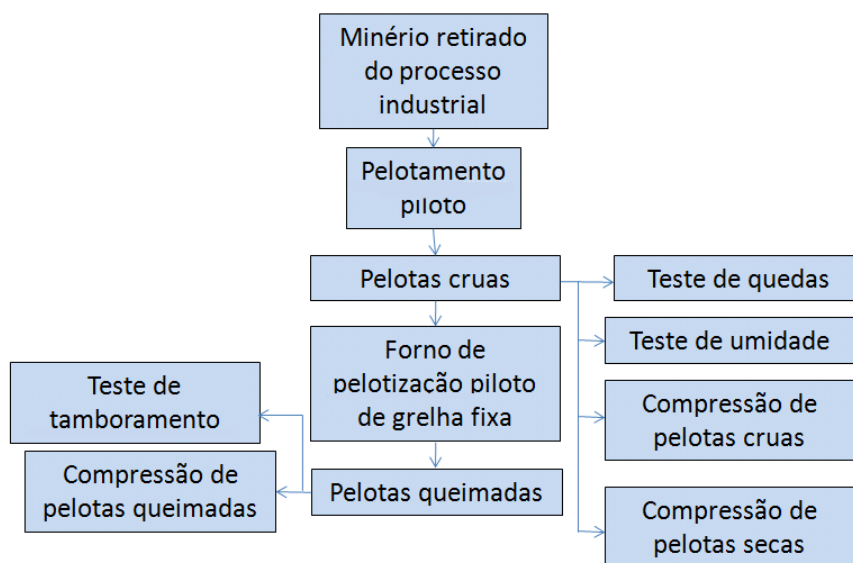 Minério retirado
do processo
industrial
Pelotamento
piloto
Pelotas cruas
Teste de quedas
Teste de umidade
Forno de
pelotização piloto
de grelha fixa
Teste de
tamboramento
Compressão de
pelotas cruas
Compressão de
pelotas queimadas
Pelotas queimadas
Compressão de
pelotas secas